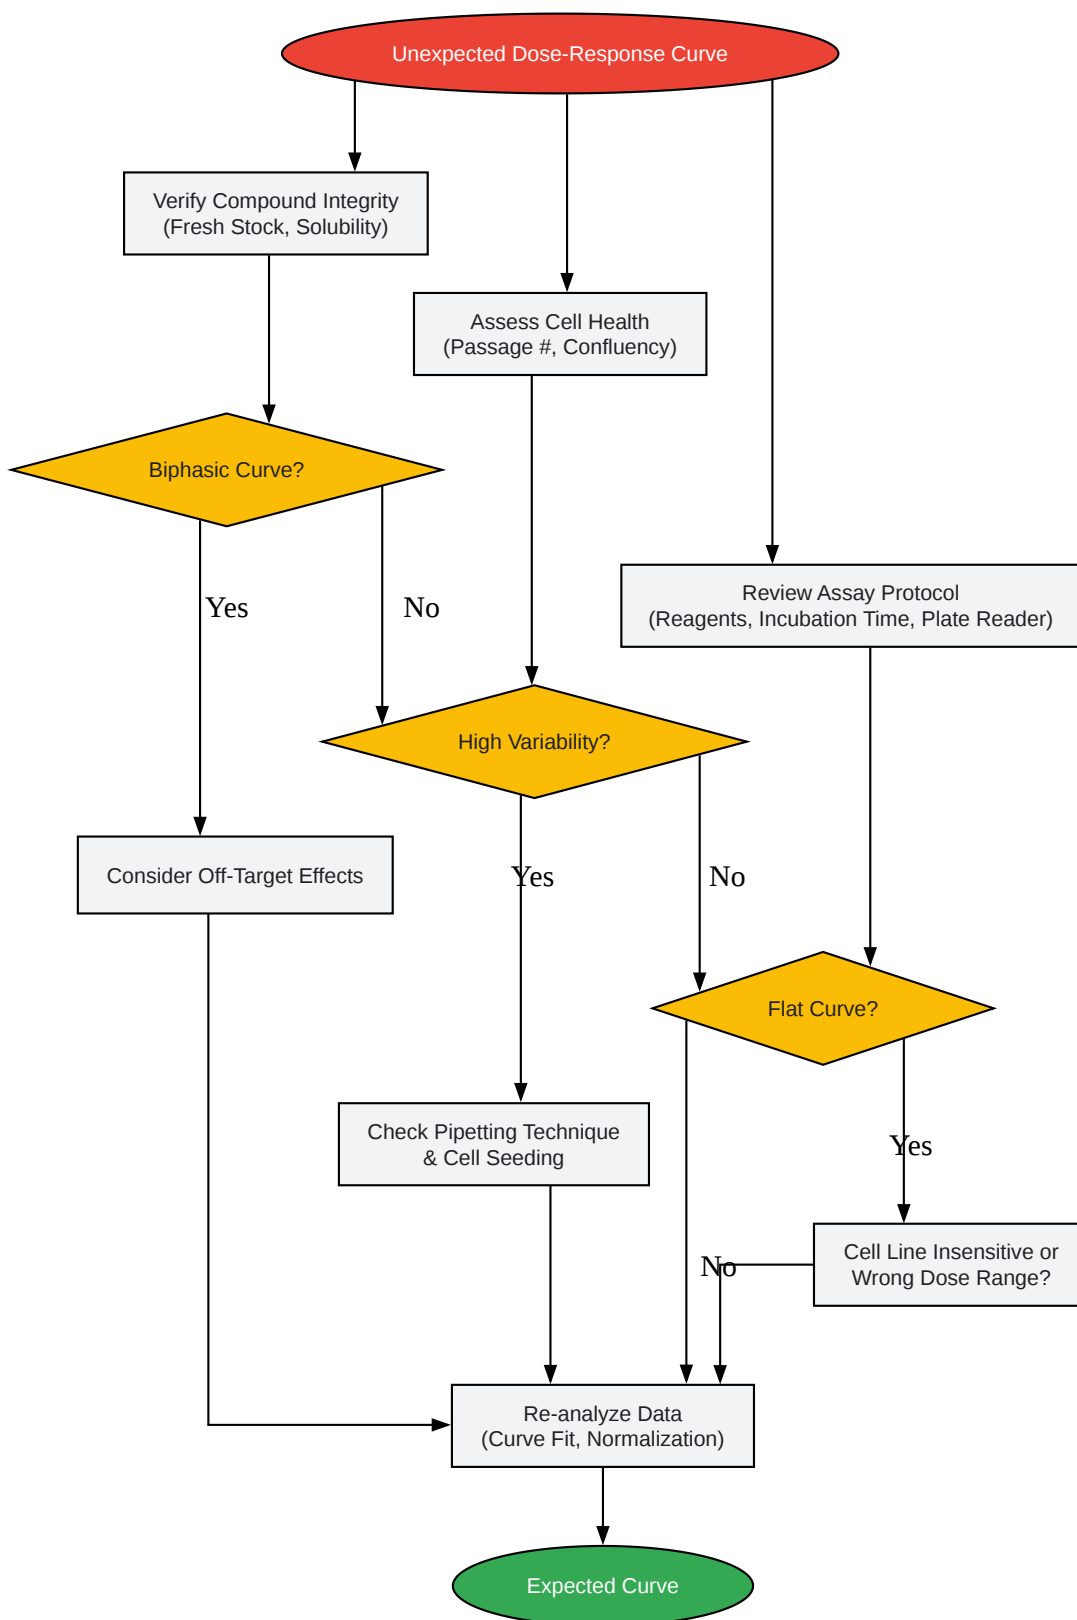 Unexpected Dose-Response Curve
Verify Compound Integrity
(Fresh Stock, Solubility)
Assess Cell Health
(Passage #, Confluency)
Biphasic Curve?
Review Assay Protocol
(Reagents, Incubation Time, Plate Reader)
Yes
No
High Variability?
Consider Off-Target Effects
Yes
No
Flat Curve?
Check Pipetting Technique
& Cell Seeding
Yes
Cell Line Insensitive or
Wrong Dose Range?
No
Re-analyze Data
(Curve Fit, Normalization)
Expected Curve